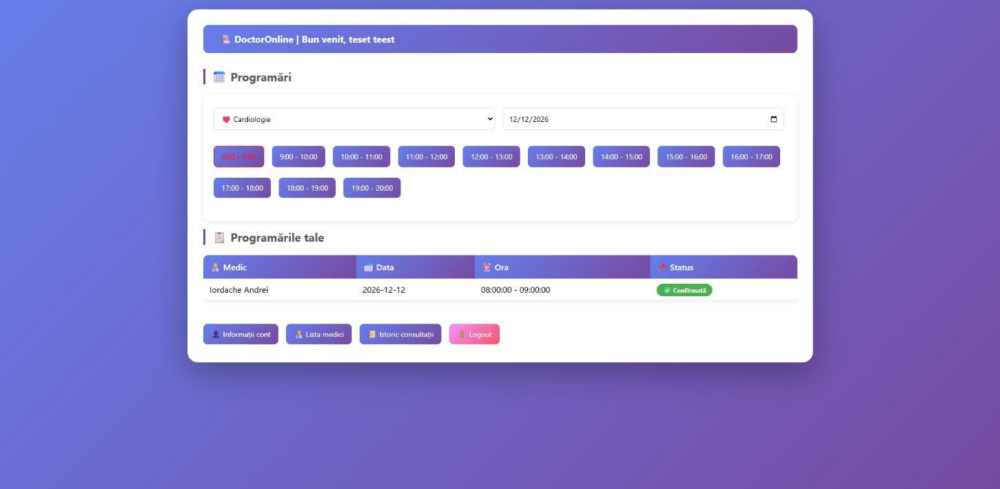 DoctorOnline | Bun venit, teset teest
Programări
Cardiologie 12/12/2026
8:00 - 9:00 9:00 - 10:00 10:00 - 11:00 11:00 - 12:00 12:00 - 13:00 13:00 - 14:00 14:00 - 15:00 15:00 - 16:00 16:00 - 17:00
17:00 - 18:00 18:00 - 19:00 19:00 - 20:00
Programările tale
Medic Data Ora Status
Iordache Andrei 2026-12-12 08:00:00 - 09:00:00 Confirmată
Informații cont Lista medici Istoric consultații Logout